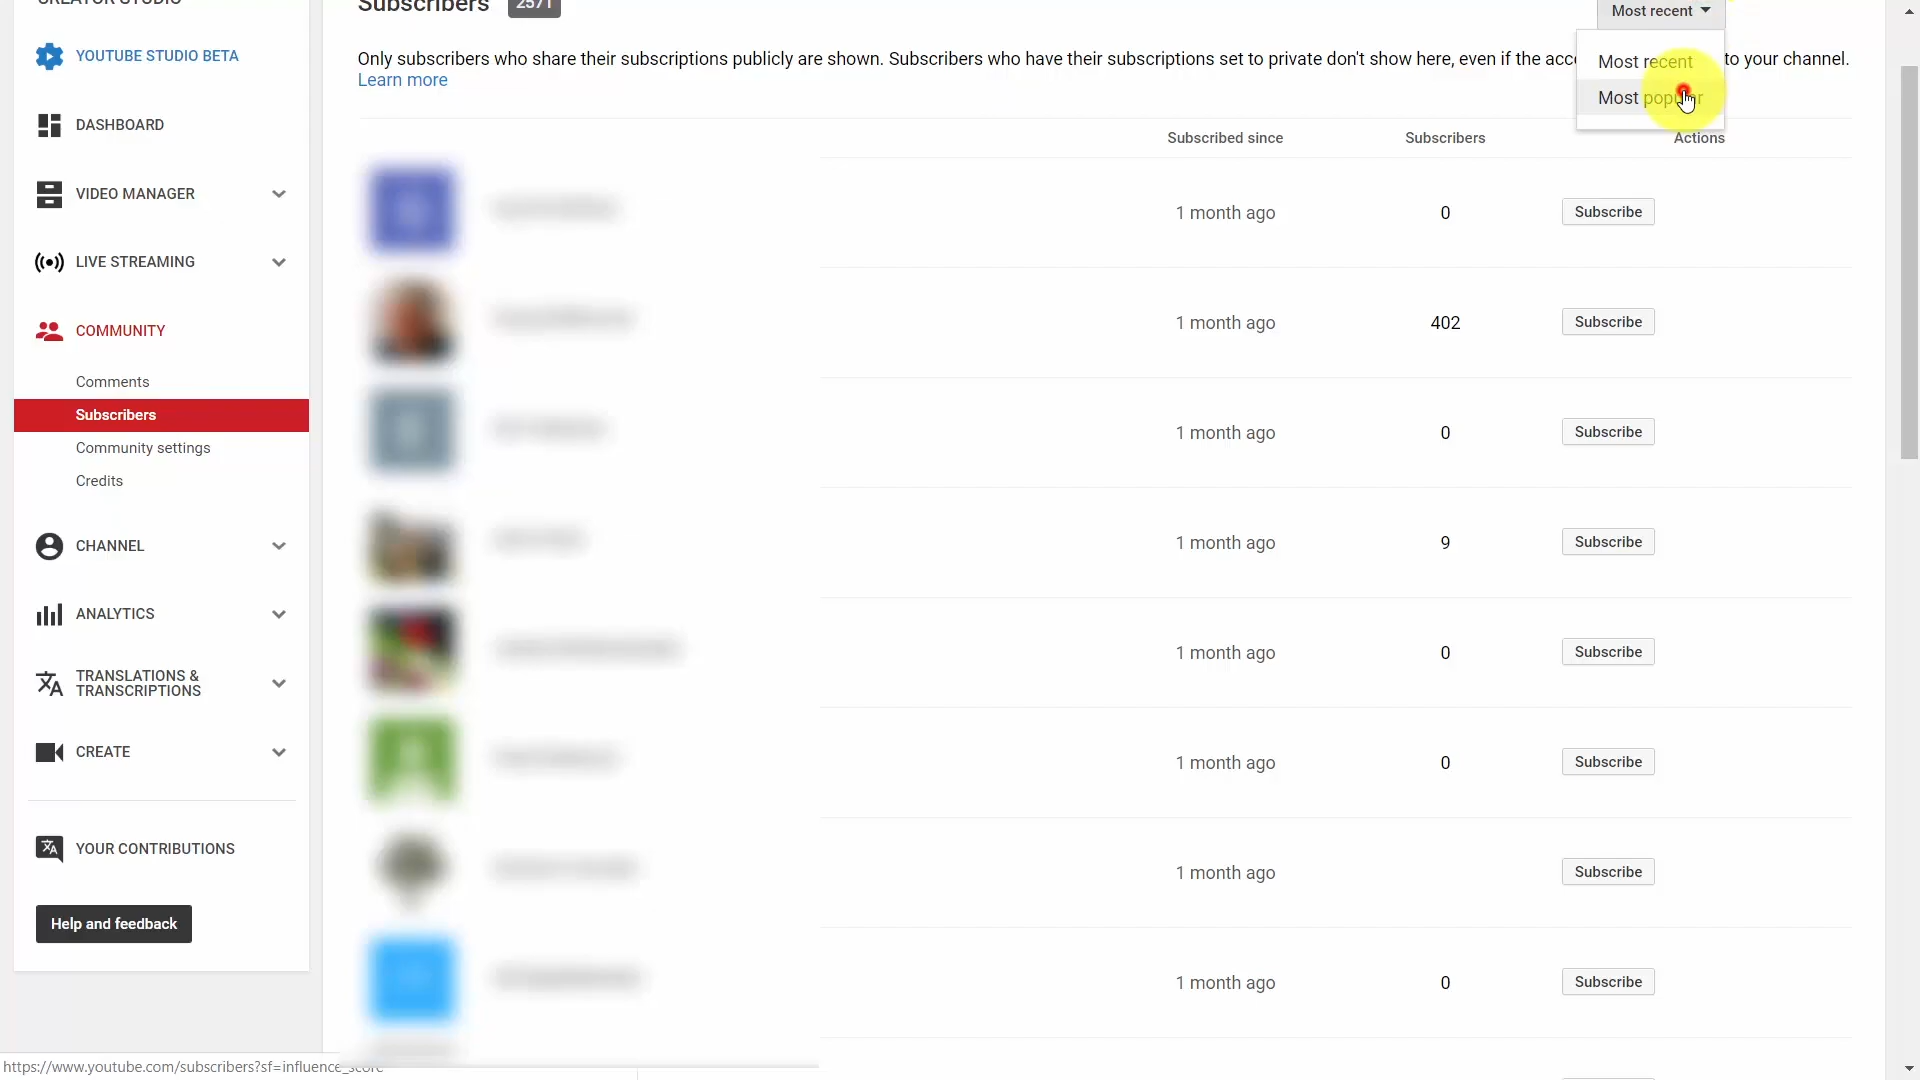 CREATOR STUDIO
Subscribers 2571
Most recent
YOUTUBE STUDIO BETA
Only subscribers who share their subscriptions publicly are shown. Subscribers who have their subscriptions set to private don't show here, even if the acc to your channel.
Learn more
Most recent
Most popular
DASHBOARD
Subscribed since Subscribers Actions
VIDEO MANAGER
1 month ago 0 Subscribe
LIVE STREAMING
1 month ago 402 Subscribe
COMMUNITY
Comments
Subscribers
1 month ago 0 Subscribe
Community settings
Credits
CHANNEL
1 month ago 9 Subscribe
ANALYTICS
1 month ago 0 Subscribe
TRANSLATIONS &
TRANSCRIPTIONS
CREATE
1 month ago 0 Subscribe
YOUR CONTRIBUTIONS
1 month ago Subscribe
Help and feedback
1 month ago 0 Subscribe
https://www.youtube.com/subscribers?sf=influence_score